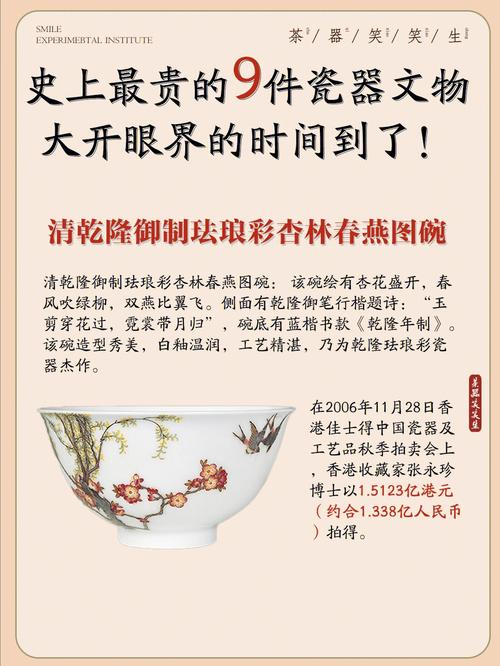 SMILE
EXPERIMEBTAL INSTITUTE
茶/器/笑/笑/生
史上最贵的9件瓷器文物
大开眼界的时间到了！
清乾隆御制珐琅彩杏林春燕图碗
清乾隆御制珐琅彩杏林春燕图碗： 该碗绘有杏花盛开，春
风吹绿柳，双燕比翼飞。侧面有乾隆御笔行楷题诗：“玉
剪穿花过，霓裳带月归”，碗底有蓝楷书款《乾隆年制》。
该碗造型秀美，白釉温润，工艺精湛，乃为乾隆珐琅彩瓷
器杰作。
茶器笑笑生
在2006年11月28日香
港佳士得中国瓷器及
工艺品秋季拍卖会上
，香港收藏家张永珍
博士以1.5123亿港元
（约合1.338亿人民币
）拍得。